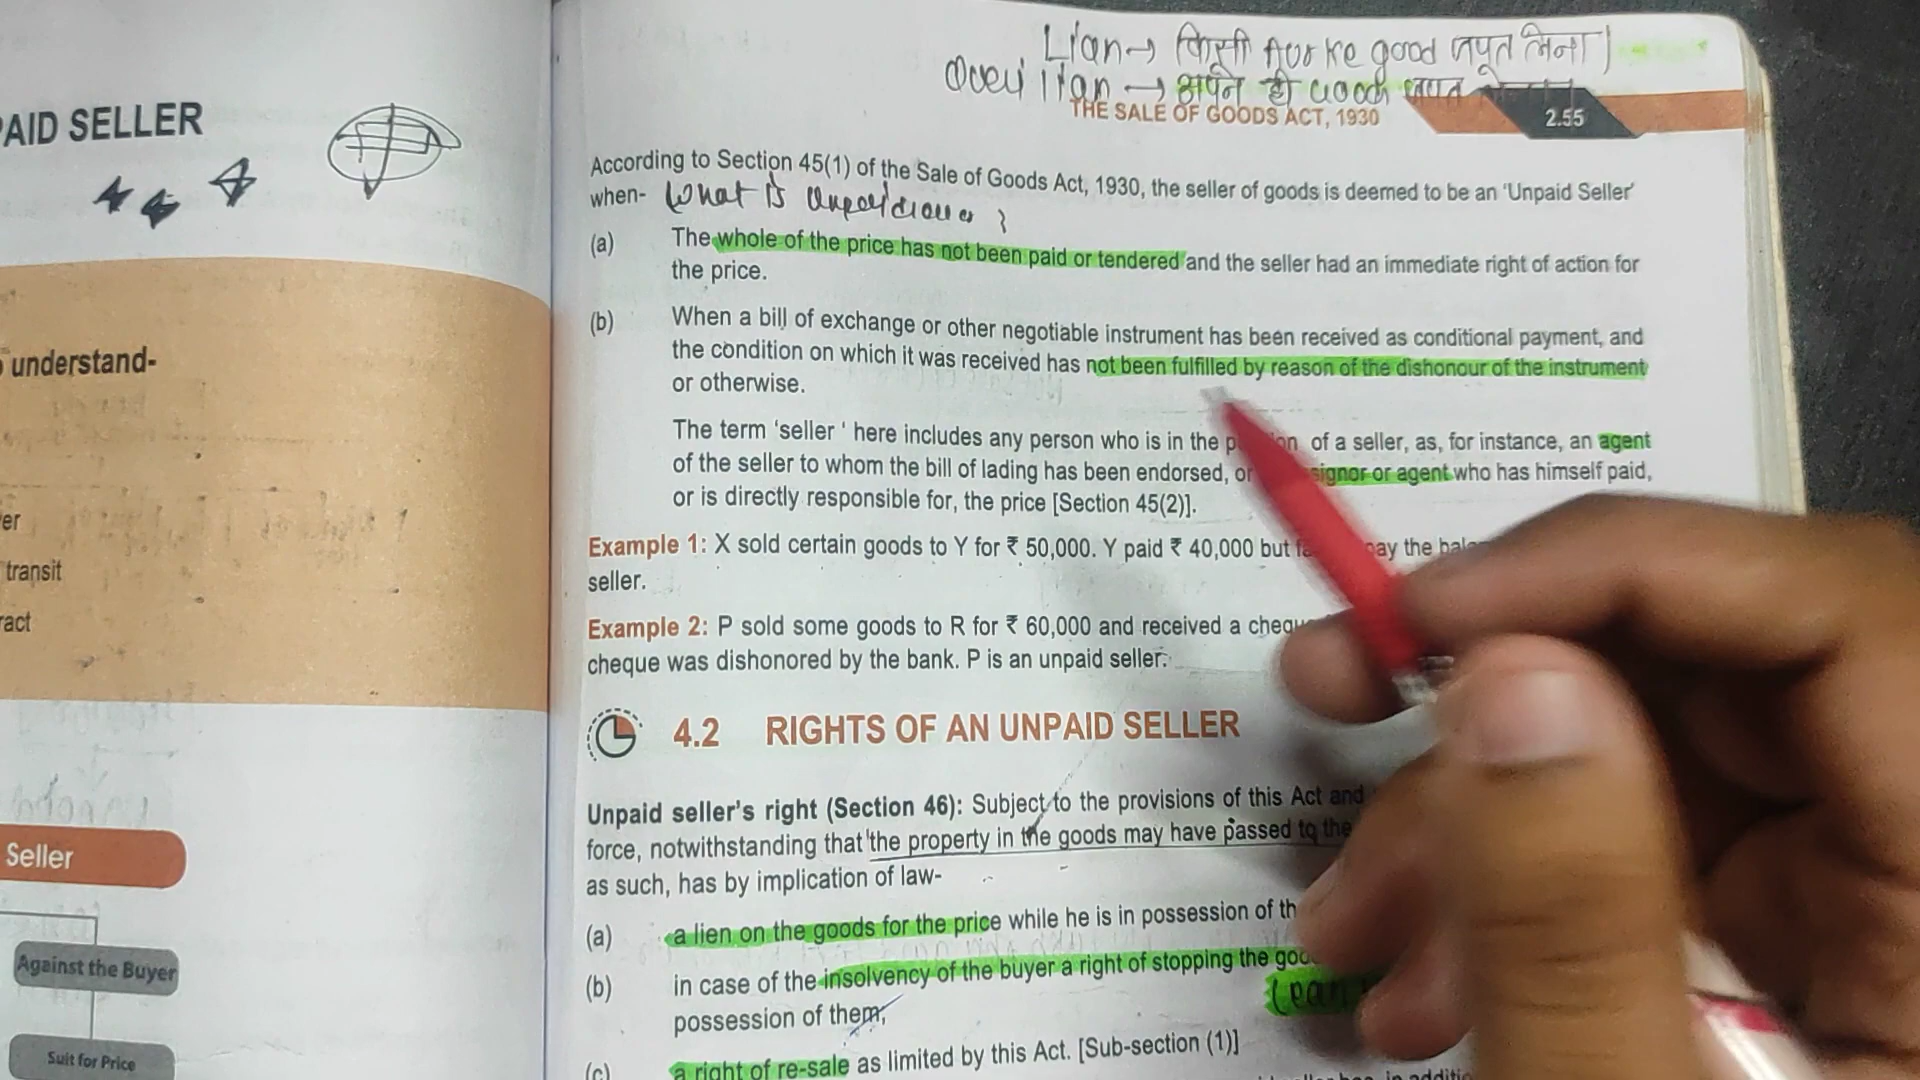 Lian → किसी Aur ke good जपत लेना
Over lian → अपने ही Good जपत
THE SALE OF GOODS ACT, 1930
2.55
AID SELLER
understand-
er
transit
ract
Seller
Against the Buyer
Suit for Price
According to Section 45(1) of the Sale of Goods Act, 1930, the seller of goods is deemed to be an ‘Unpaid Seller’
when- What is
(a) The whole of the price has not been paid or tendered and the seller had an immediate right of action for
the price.
(b) When a bill of exchange or other negotiable instrument has been received as conditional payment, and
the condition on which it was received has not been fulfilled by reason of the dishonour of the instrument
or otherwise.
The term ‘seller ‘ here includes any person who is in the of a seller, as, for instance, an agent
of the seller to whom the bill of lading has been endorsed, or signor or agent who has himself paid,
or is directly responsible for, the price [Section 45(2)].
Example 1: X sold certain goods to Y for ₹ 50,000. Y paid ₹ 40,000 but pay the
seller.
Example 2: P sold some goods to R for ₹ 60,000 and received a
cheque was dishonored by the bank. P is an unpaid seller.
4.2 RIGHTS OF AN UNPAID SELLER
Unpaid seller's right (Section 46): Subject to the provisions of this Act and
force, notwithstanding that the property in the goods may have passed to the
as such, has by implication of law-
(a) a lien on the goods for the price while he is in possession of
(b) in case of the insolvency of the buyer a right of stopping the
possession of them,
(c) a right of re-sale as limited by this Act. [Sub-section (1)]